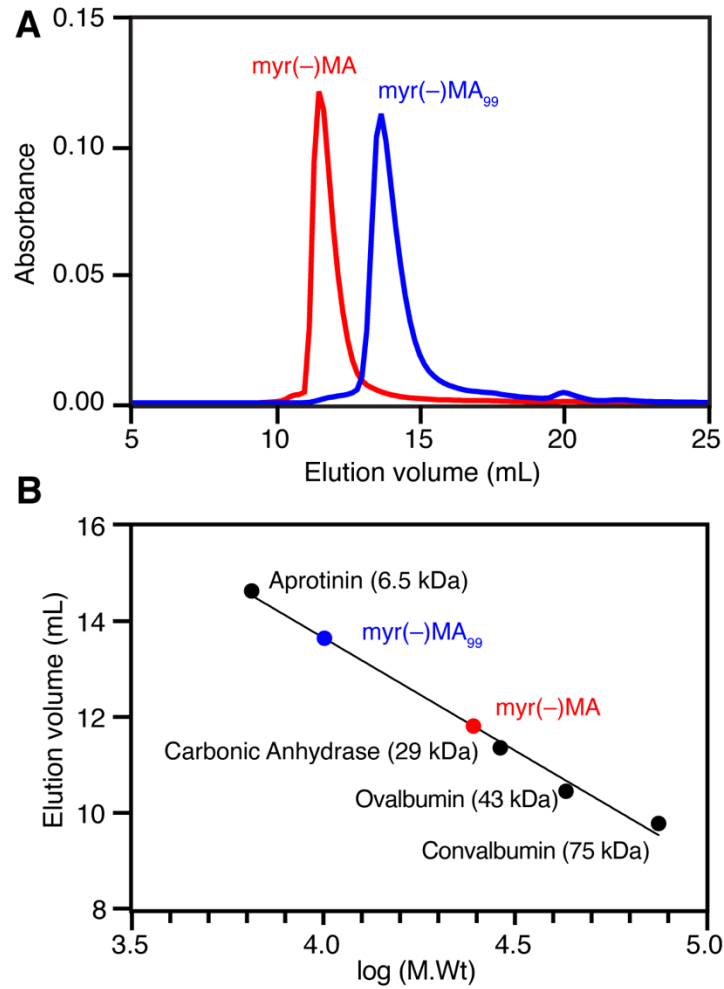 A
0.15
0.10
0.05
0.00
Absorbance
myr(–)MA
myr(–)MA₉₉
5
10
15
20
25
Elution volume (mL)
B
16
14
12
10
8
Elution volume (mL)
Aprotinin (6.5 kDa)
myr(–)MA₉₉
myr(–)MA
Carbonic Anhydrase (29 kDa)
Ovalbumin (43 kDa)
Convalbumin (75 kDa)
3.5
4.0
4.5
5.0
log (M.Wt)